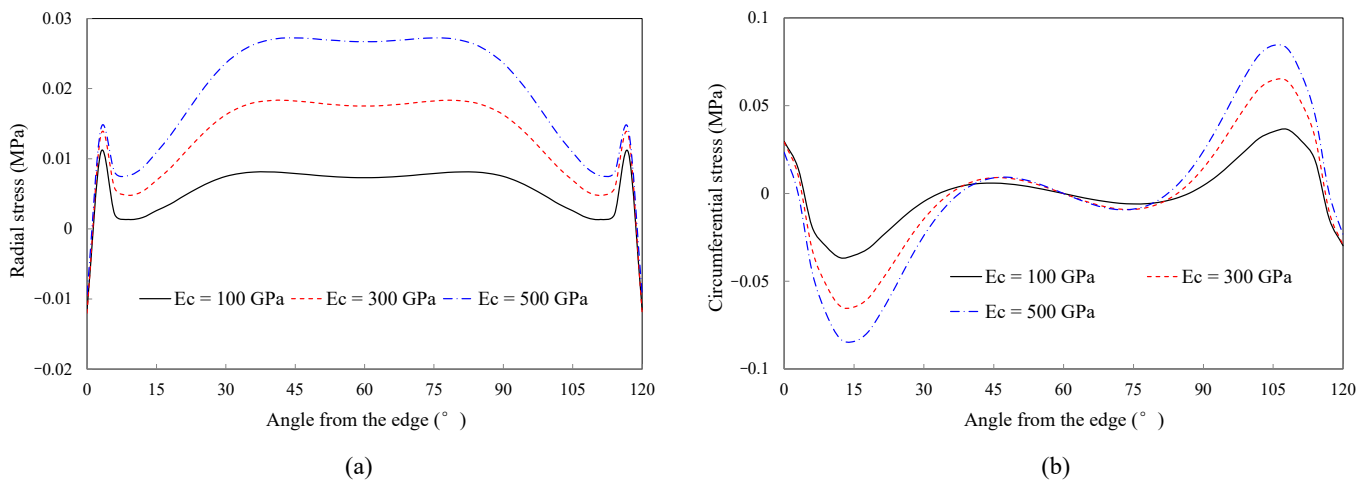 0.03
0.02
0.01
0
−0.01
−0.02
Radial stress (MPa)
Ec = 100 GPa
Ec = 300 GPa
Ec = 500 GPa
0 15 30 45 60 75 90 105 120
Angle from the edge (° )
(a)
0.1
0.05
0
−0.05
−0.1
Circumferential stress (MPa)
Ec = 100 GPa
Ec = 300 GPa
Ec = 500 GPa
0 15 30 45 60 75 90 105 120
Angle from the edge (° )
(b)